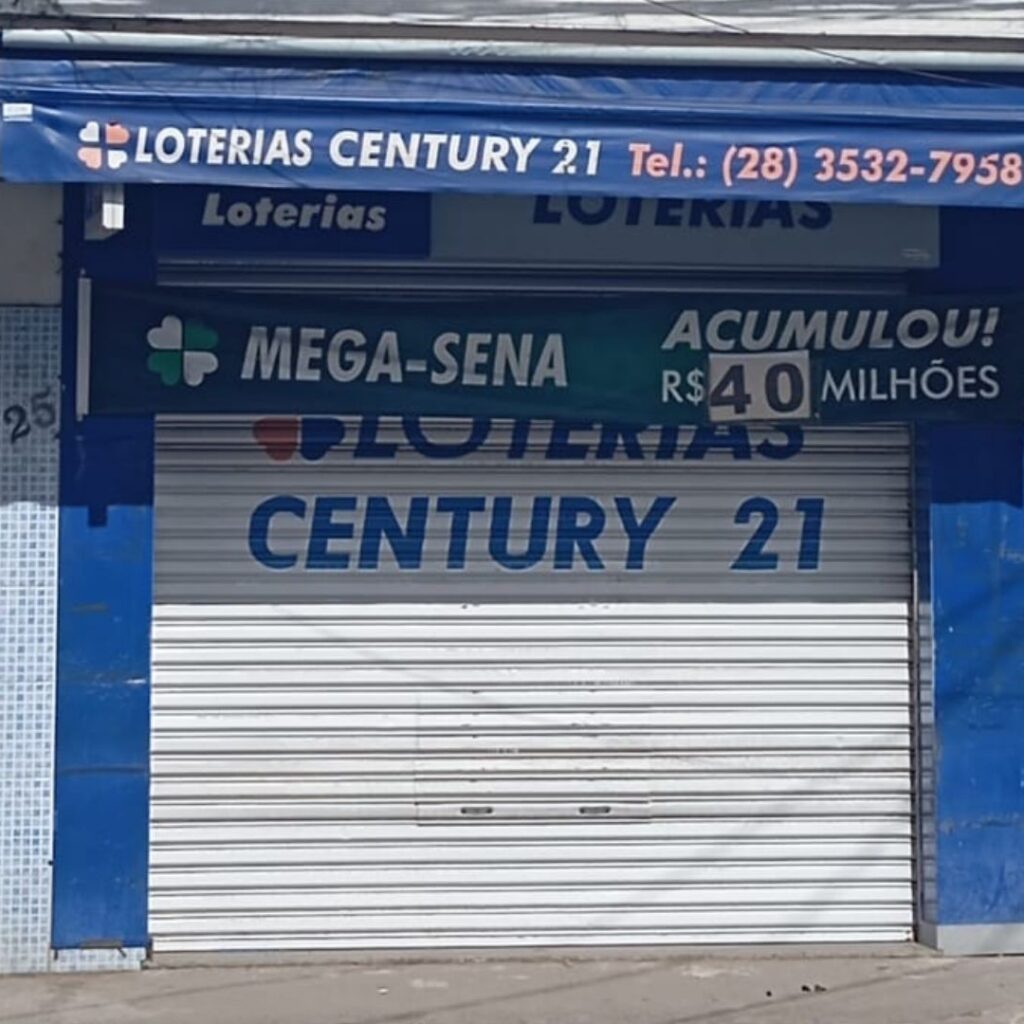 LOTERIAS CENTURY 21 Tel.: (28) 3532-7958
Loterias LOTERIAS
MEGA-SENA
ACUMULOU!
R$ 40 MILHÕES
LOTERIAS
CENTURY 21
25